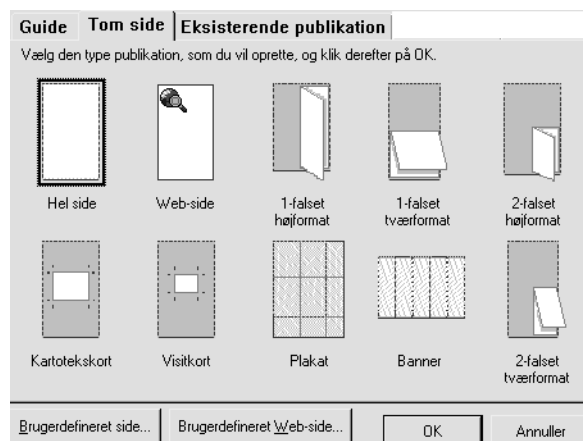 Guide Tom side Eksisterende publikation
Vælg den type publikation, som du vil oprette, og klik derefter på OK.
Hel side
Web-side
1-falset
højformat
1-falset
tværformat
2-falset
højformat
Kartotekskort
Visitkort
Plakat
Banner
2-falset
tværformat
Brugerdefineret side... Brugerdefineret Web-side... OK Annuller